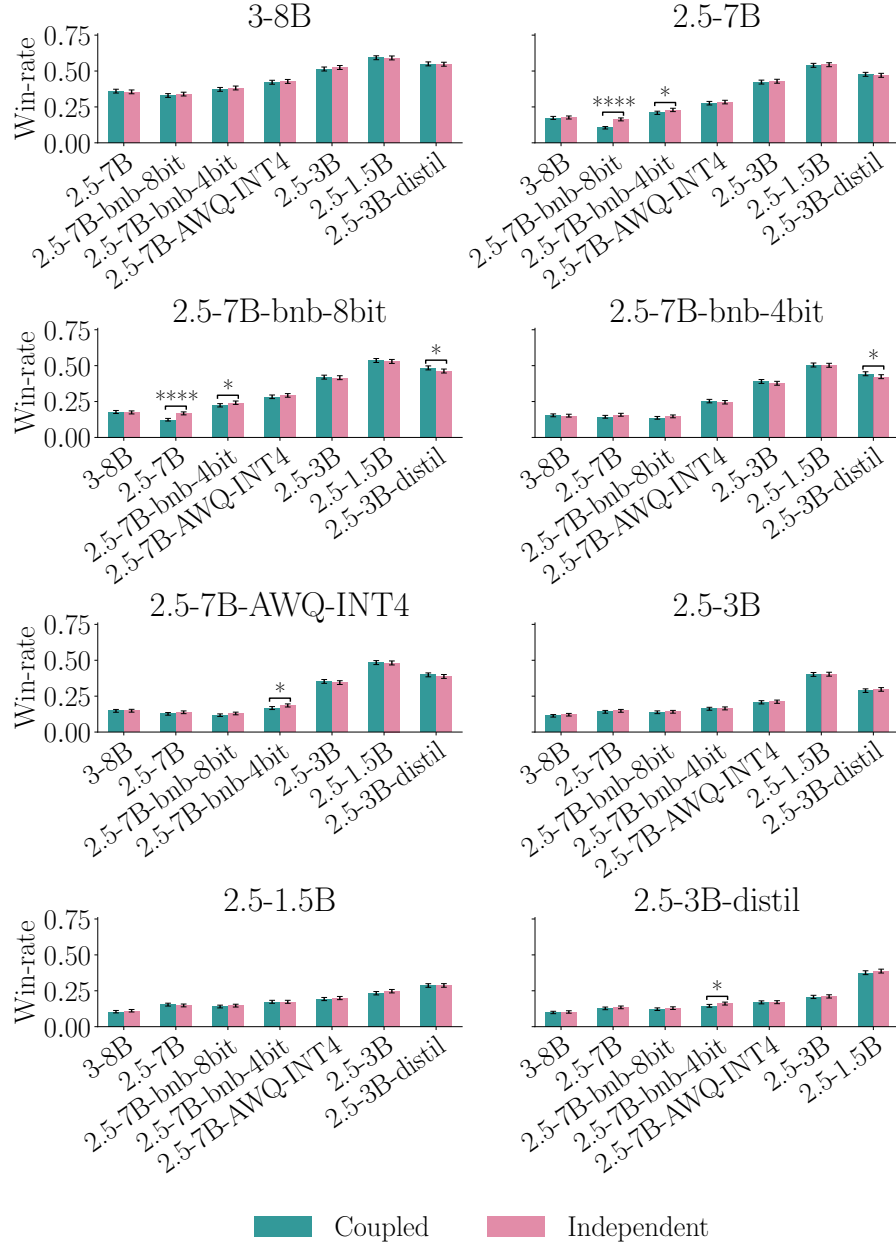 3-8B
2.5-7B
Win-rate
0.75
0.50
0.25
0.00
****
*
2.5-7B
2.5-7B-bnb-8bit
2.5-7B-bnb-4bit
2.5-7B-AWQ-INT4
2.5-3B
2.5-1.5B
2.5-3B-distil
3-8B
2.5-7B-bnb-8bit
2.5-7B-bnb-4bit
2.5-7B-AWQ-INT4
2.5-3B
2.5-1.5B
2.5-3B-distil
2.5-7B-bnb-8bit
2.5-7B-bnb-4bit
Win-rate
0.75
0.50
0.25
0.00
****
*
*
*
3-8B
2.5-7B
2.5-7B-bnb-4bit
2.5-7B-AWQ-INT4
2.5-3B
2.5-1.5B
2.5-3B-distil
3-8B
2.5-7B
2.5-7B-bnb-8bit
2.5-7B-AWQ-INT4
2.5-3B
2.5-1.5B
2.5-3B-distil
2.5-7B-AWQ-INT4
2.5-3B
Win-rate
0.75
0.50
0.25
0.00
*
3-8B
2.5-7B
2.5-7B-bnb-8bit
2.5-7B-bnb-4bit
2.5-3B
2.5-1.5B
2.5-3B-distil
3-8B
2.5-7B
2.5-7B-bnb-8bit
2.5-7B-bnb-4bit
2.5-7B-AWQ-INT4
2.5-1.5B
2.5-3B-distil
2.5-1.5B
2.5-3B-distil
Win-rate
0.75
0.50
0.25
0.00
*
3-8B
2.5-7B
2.5-7B-bnb-8bit
2.5-7B-bnb-4bit
2.5-7B-AWQ-INT4
2.5-3B
2.5-3B-distil
3-8B
2.5-7B
2.5-7B-bnb-8bit
2.5-7B-bnb-4bit
2.5-7B-AWQ-INT4
2.5-3B
2.5-1.5B
Coupled
Independent